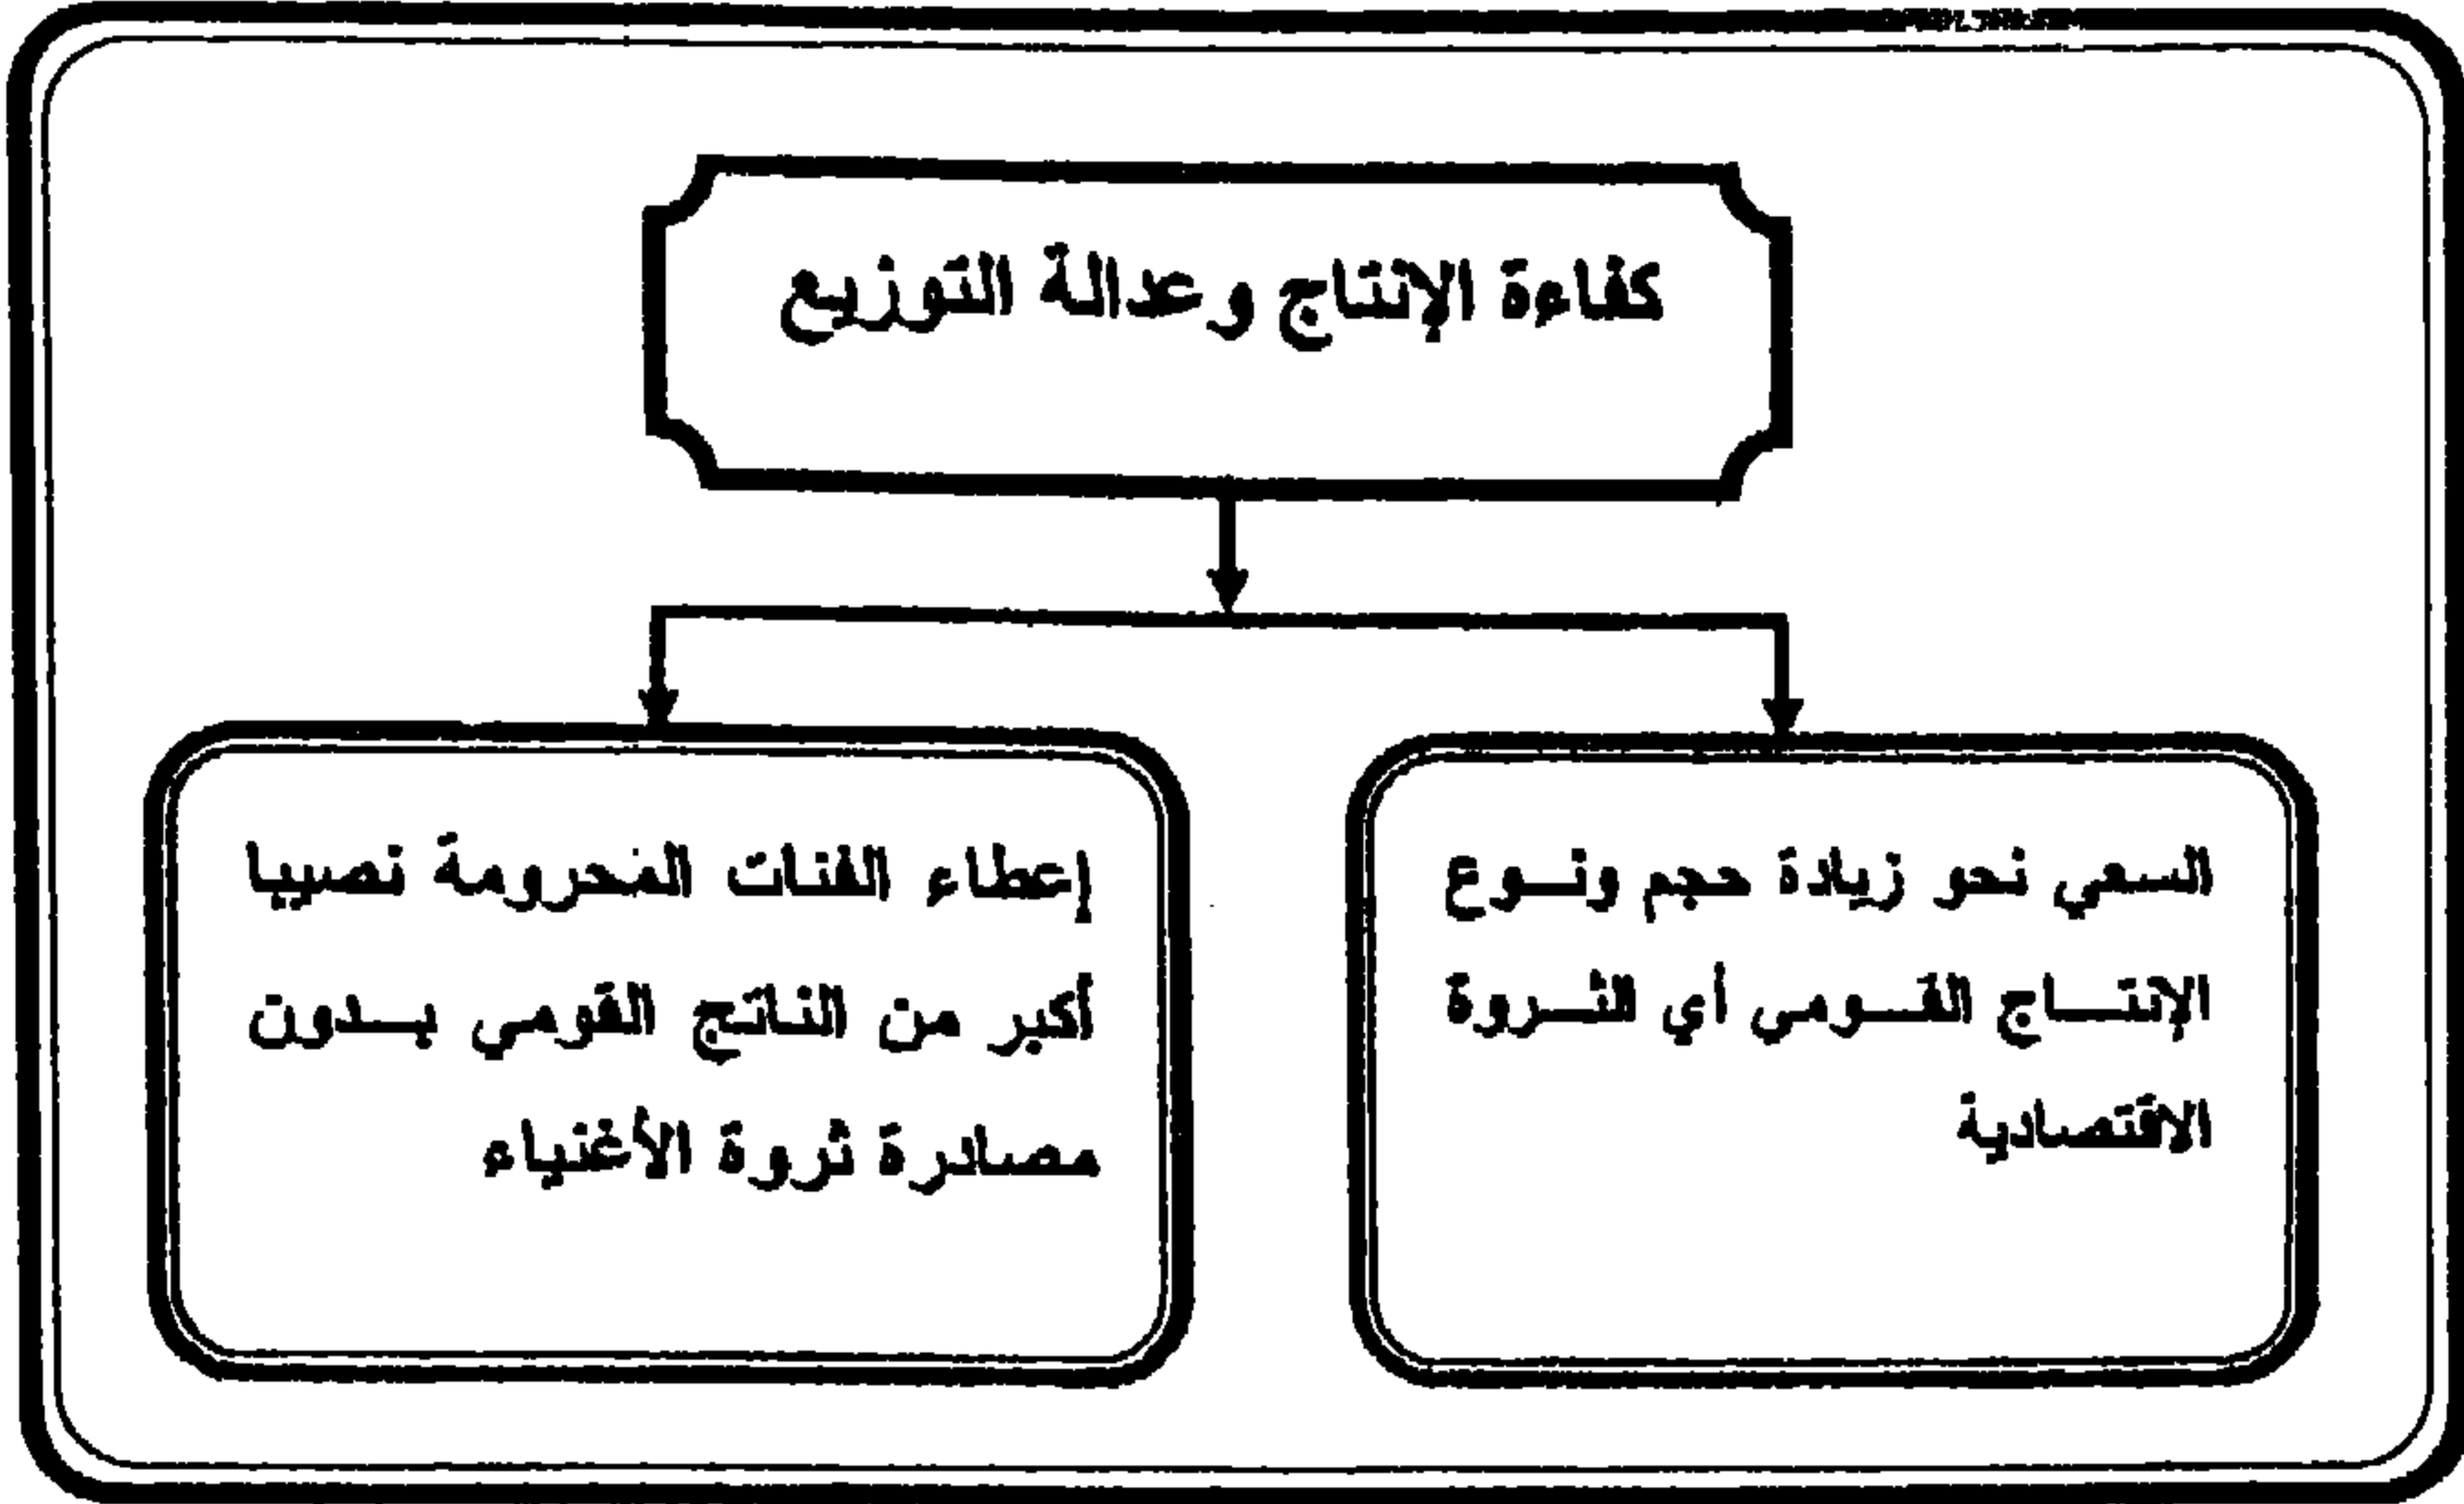 كفاءة الإنتاج وعدالة التوزيع
السعي نحو زيادة حجم ونوع
الإنتاج القومي أي الثروة
الاقتصادية
إعطاء الفئات المحرومة نصيبا
أكبر من الناتج القومي بدون
مصادرة ثروة الأغنياء